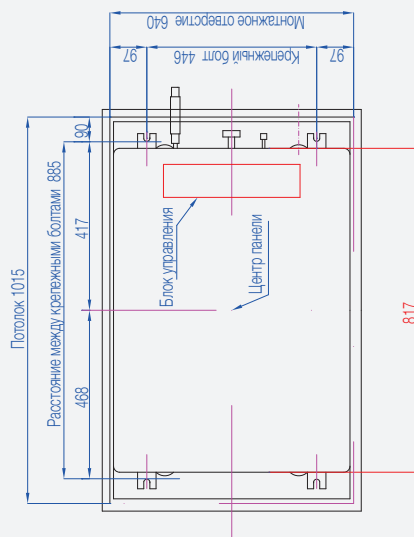 Монтажное отверстие 640
97
Крепежный болт 446
97
Потолок 1015
Расстояние между крепежными болтами 885
90
417
468
Блок управления
Центр панели
817